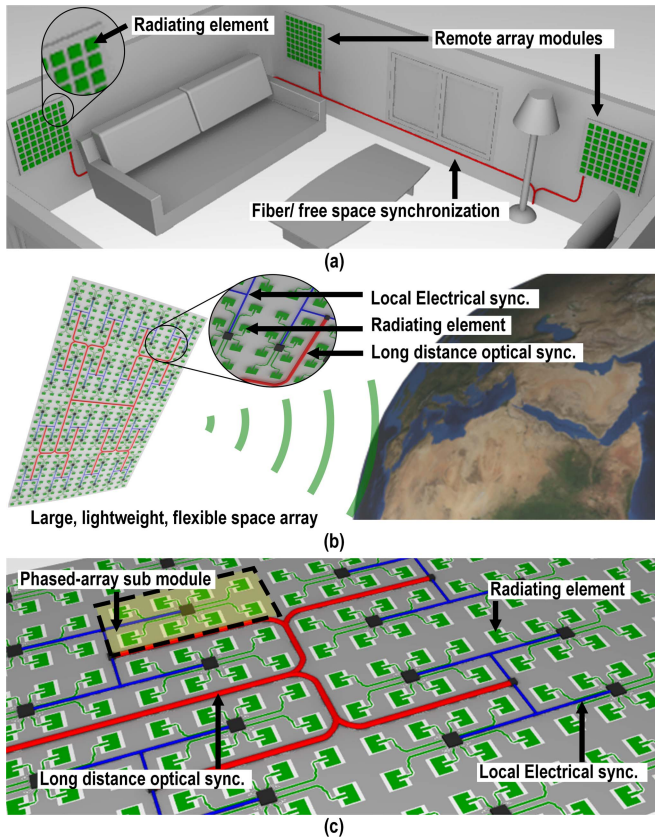 Radiating element
Remote array modules
Fiber/ free space synchronization
(a)
Local Electrical sync.
Radiating element
Long distance optical sync.
Large, lightweight, flexible space array
(b)
Phased-array sub module
Radiating element
Long distance optical sync.
Local Electrical sync.
(c)